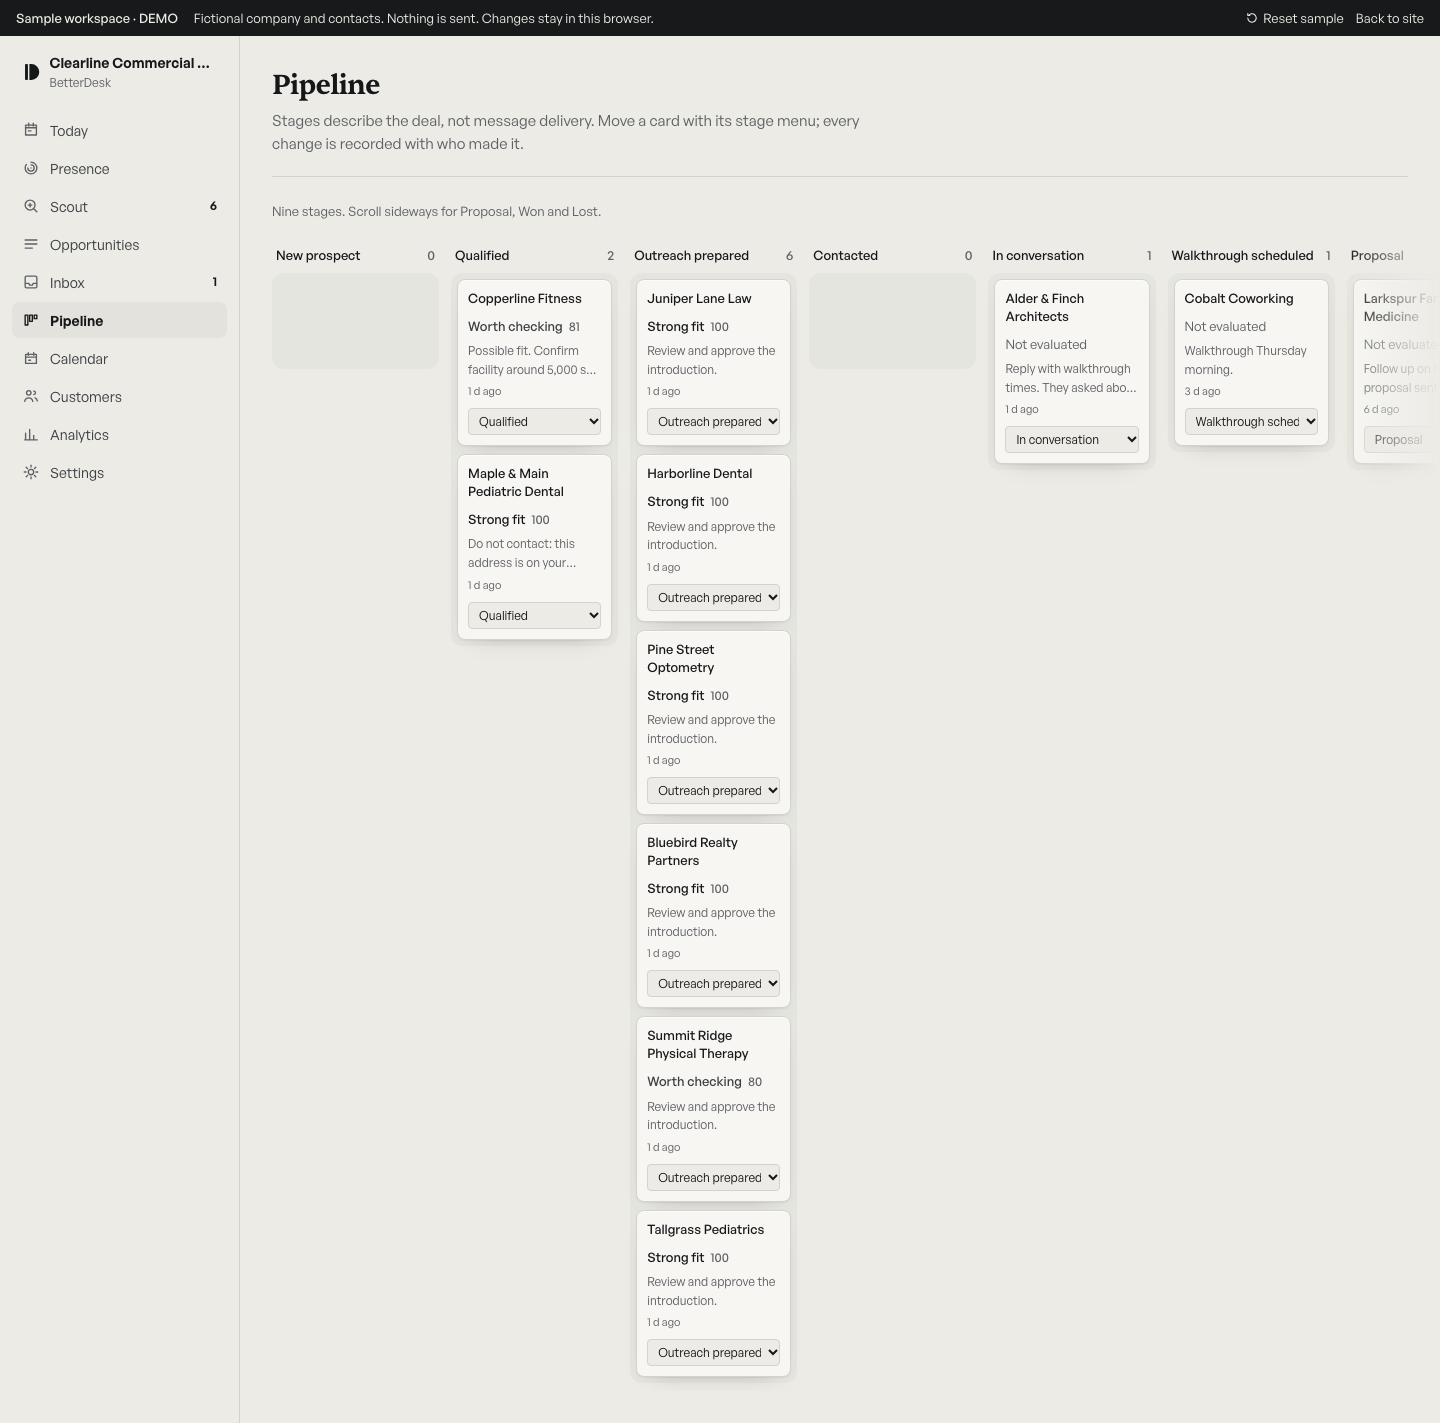 Sample workspace · DEMO Fictional company and contacts. Nothing is sent. Changes stay in this browser. Reset sample Back to site
Clearline Commercial ...
BetterDesk
Today
Presence
Scout 6
Opportunities
Inbox 1
Pipeline
Calendar
Customers
Analytics
Settings
Pipeline
Stages describe the deal, not message delivery. Move a card with its stage menu; every
change is recorded with who made it.
Nine stages. Scroll sideways for Proposal, Won and Lost.
New prospect 0
Qualified 2
Copperline Fitness
Worth checking 81
Possible fit. Confirm
facility around 5,000 s...
1 d ago
Qualified
Maple & Main
Pediatric Dental
Strong fit 100
Do not contact: this
address is on your...
1 d ago
Qualified
Outreach prepared 6
Juniper Lane Law
Strong fit 100
Review and approve the
introduction.
1 d ago
Outreach prepared
Harborline Dental
Strong fit 100
Review and approve the
introduction.
1 d ago
Outreach prepared
Pine Street
Optometry
Strong fit 100
Review and approve the
introduction.
1 d ago
Outreach prepared
Bluebird Realty
Partners
Strong fit 100
Review and approve the
introduction.
1 d ago
Outreach prepared
Summit Ridge
Physical Therapy
Worth checking 80
Review and approve the
introduction.
1 d ago
Outreach prepared
Tallgrass Pediatrics
Strong fit 100
Review and approve the
introduction.
1 d ago
Outreach prepared
Contacted 0
In conversation 1
Alder & Finch
Architects
Not evaluated
Reply with walkthrough
times. They asked abo...
1 d ago
In conversation
Walkthrough scheduled 1
Cobalt Coworking
Not evaluated
Walkthrough Thursday
morning.
3 d ago
Walkthrough sched
Proposal
Larkspur
Medicine
Not
Follow up on
proposal
6 d ago
Proposal